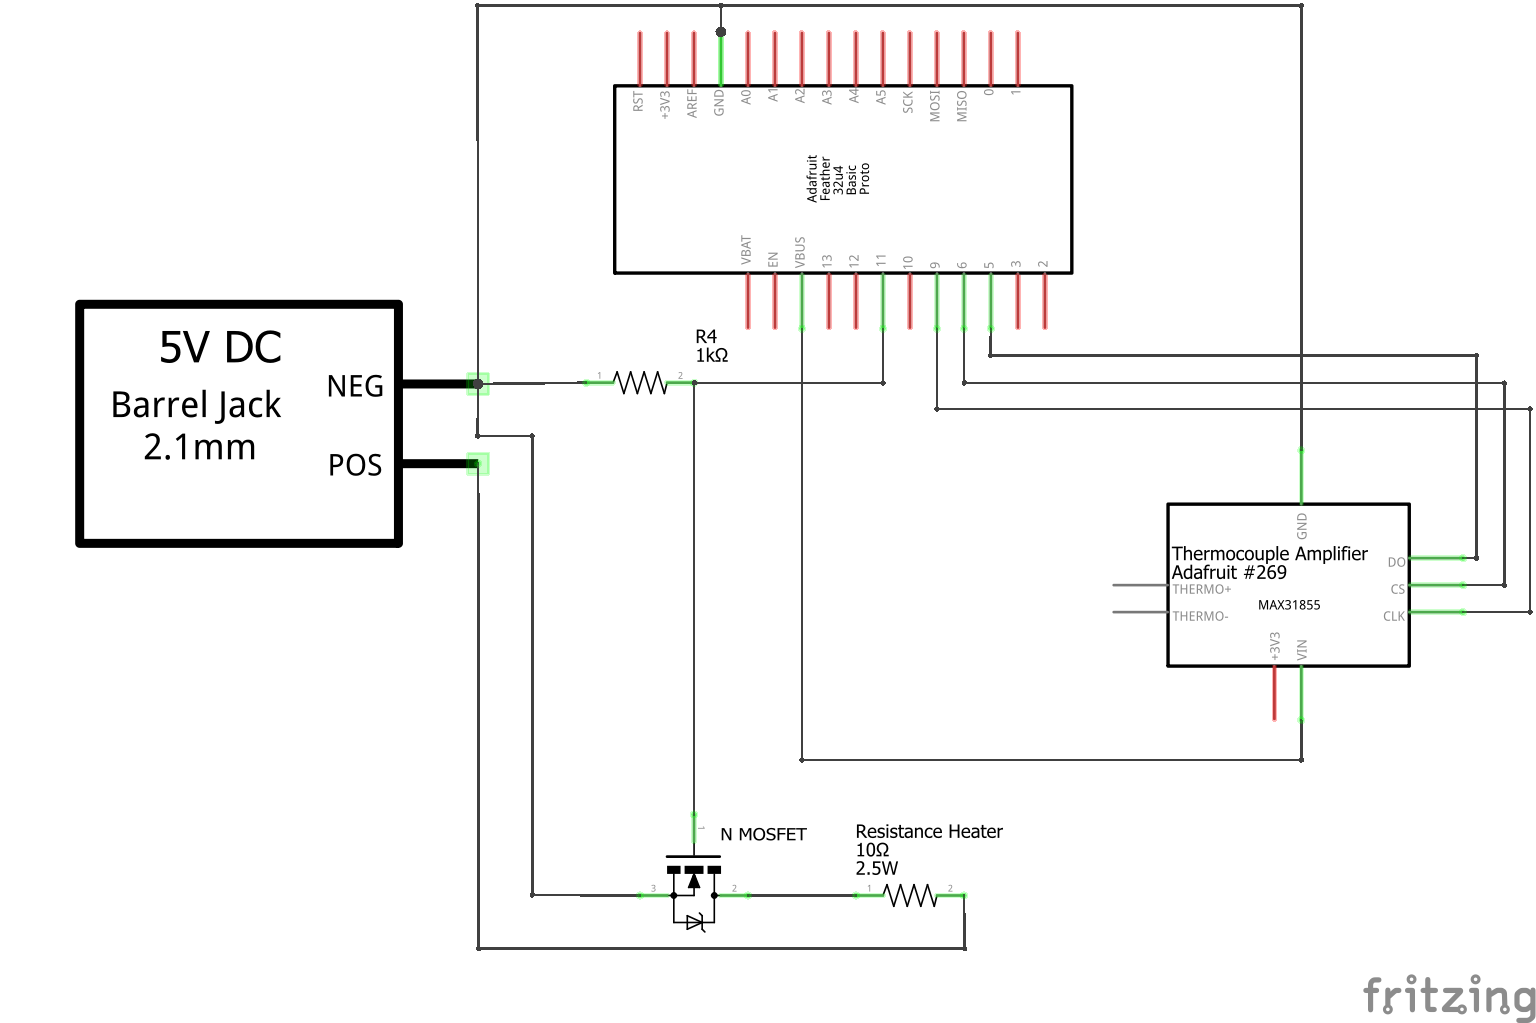 RST
+3V3
AREF
GND
A0
A1
A2
A3
A4
A5
SCK
MOSI
MISO
0
1
Adafruit
Feather
32u4
Basic
Proto
VBAT
EN
VBUS
13
12
11
10
9
6
5
3
2
5V DC
Barrel Jack
2.1mm
NEG
POS
R4
1kΩ
1
2
GND
Thermocouple Amplifier
Adafruit #269
THERMO+
THERMO-
MAX31855
DO
CS
CLK
+3V3
VIN
1
N MOSFET
3
2
Resistance Heater
10Ω
2.5W
1
2
fritzing